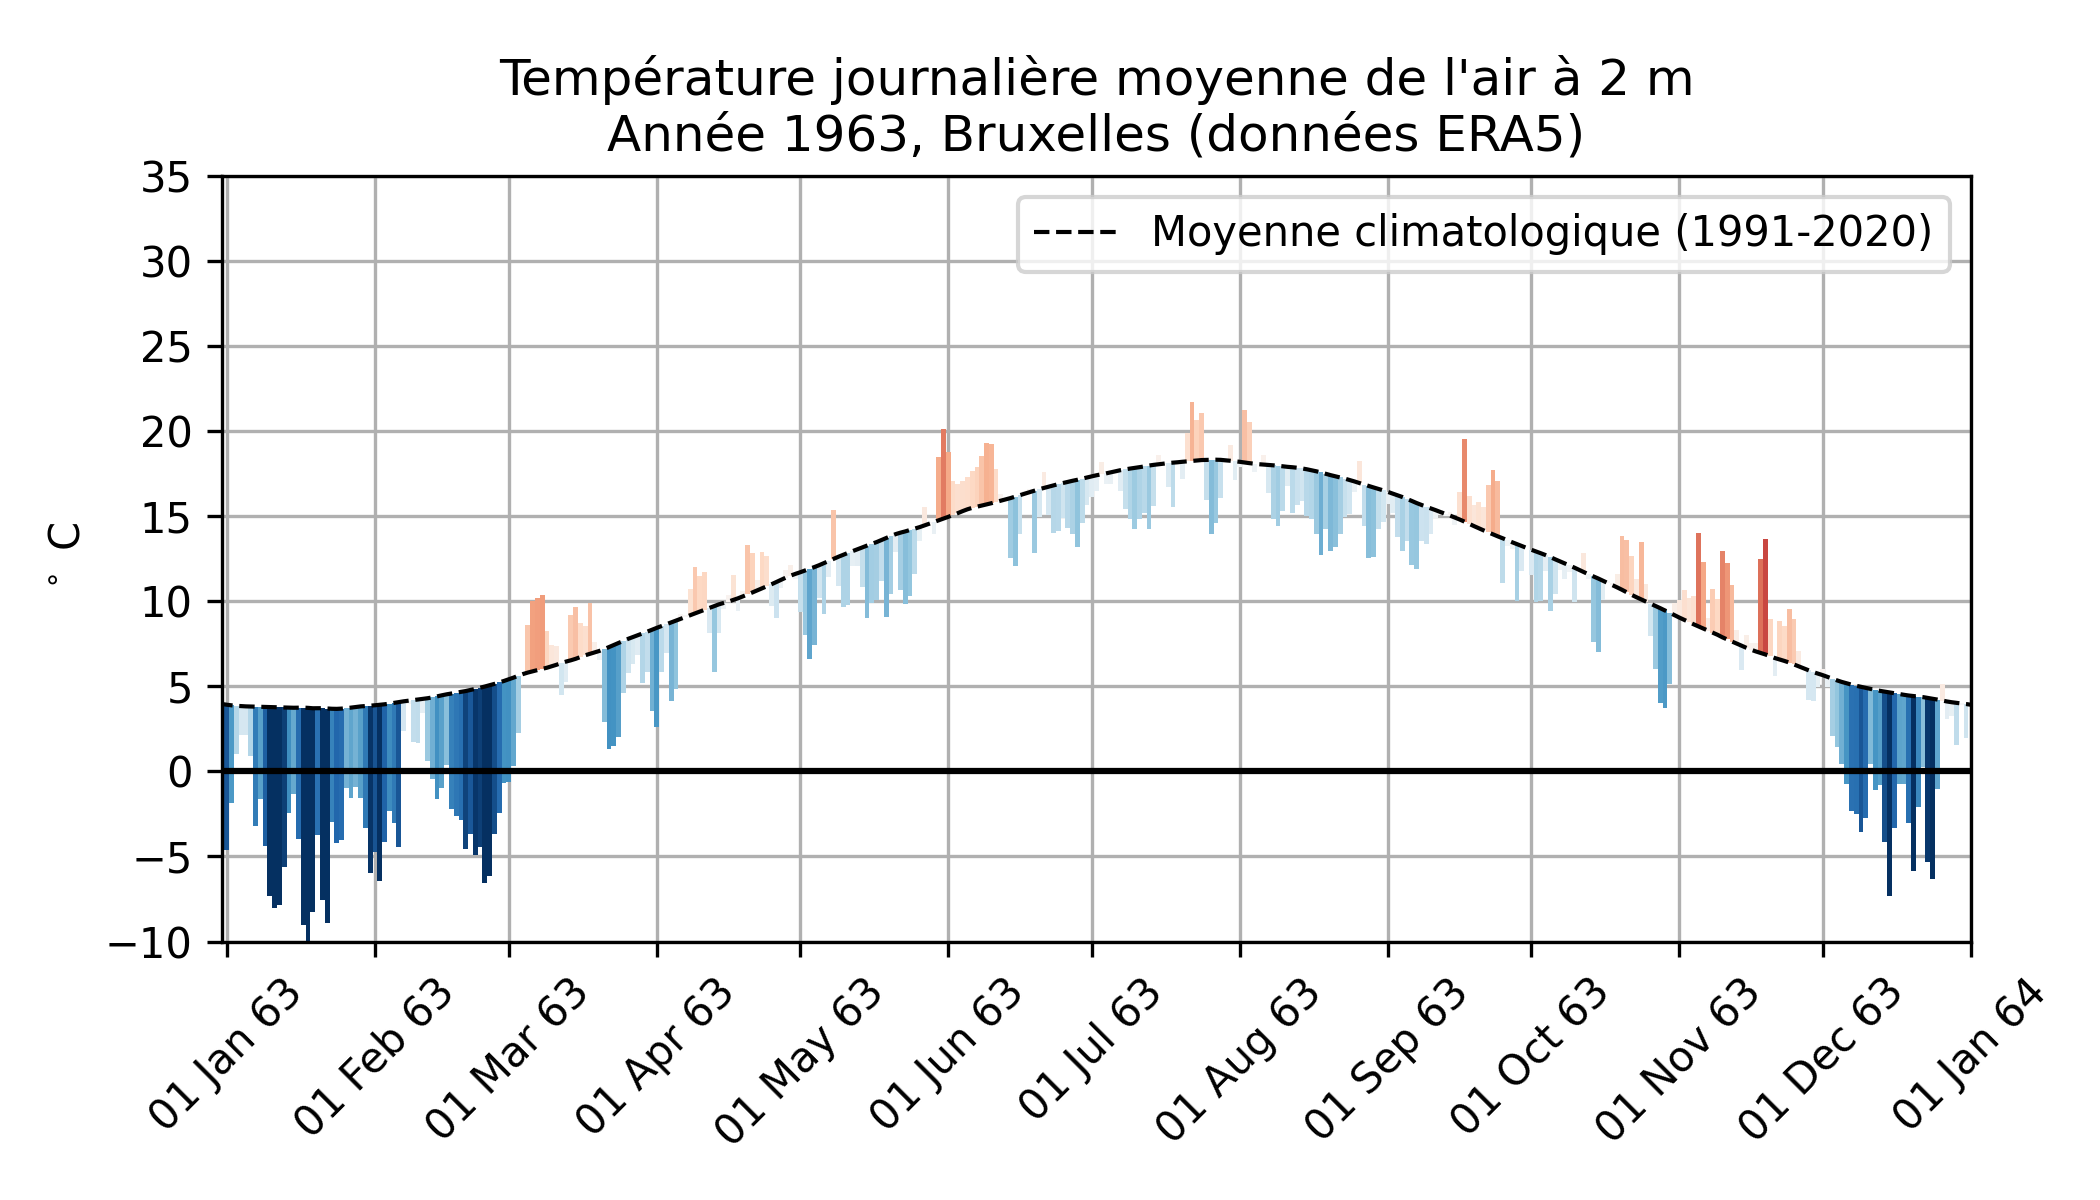 Température journalière moyenne de l'air à 2 m
Année 1963, Bruxelles (données ERA5)
Moyenne climatologique (1991-2020)
35
30
25
20
15
10
5
0
−5
−10
° C
01 Jan 63
01 Feb 63
01 Mar 63
01 Apr 63
01 May 63
01 Jun 63
01 Jul 63
01 Aug 63
01 Sep 63
01 Oct 63
01 Nov 63
01 Dec 63
01 Jan 64